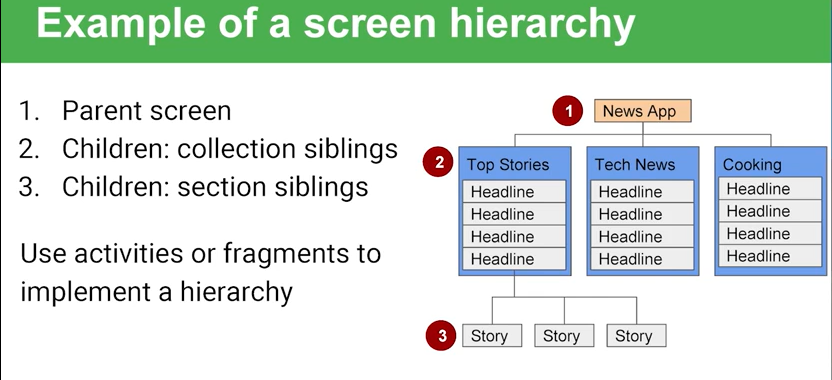 Example of a screen hierarchy
1. Parent screen
2. Children: collection siblings
3. Children: section siblings
Use activities or fragments to
implement a hierarchy
1 News App
2 Top Stories
Headline
Headline
Headline
Headline
Tech News
Headline
Headline
Headline
Headline
Cooking
Headline
Headline
Headline
Headline
3 Story Story Story